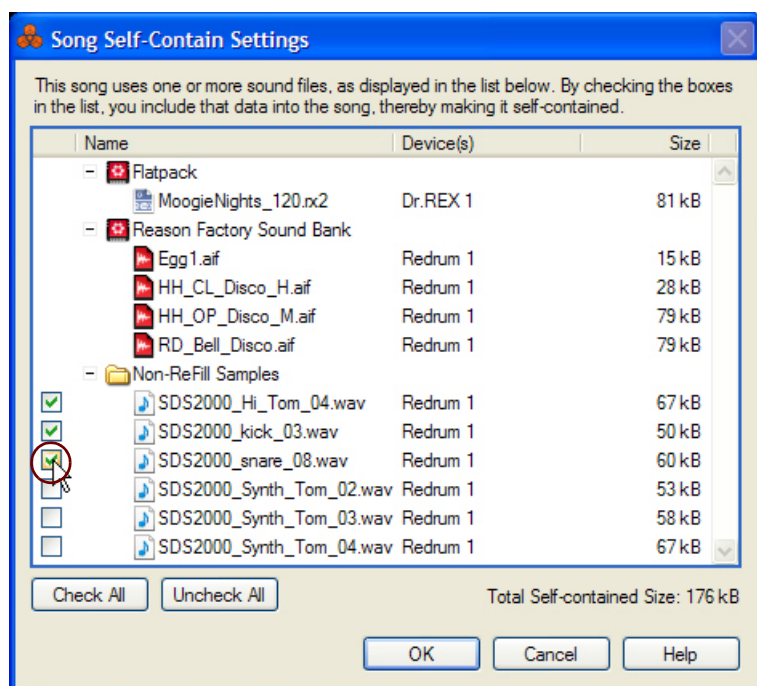 Song Self-Contain Settings
This song uses one or more sound files, as displayed in the list below. By checking the boxes
in the list, you include that data into the song, thereby making it self-contained.
Name Device(s) Size
Flatpack
MoogieNights_120.rx2 Dr.REX 1 81 kB
Reason Factory Sound Bank
Egg1.aif Redrum 1 15 kB
HH_CL_Disco_H.aif Redrum 1 28 kB
HH_OP_Disco_M.aif Redrum 1 79 kB
RD_Bell_Disco.aif Redrum 1 79 kB
Non-ReFill Samples
SDS2000_Hi_Tom_04.wav Redrum 1 67 kB
SDS2000_kick_03.wav Redrum 1 50 kB
SDS2000_snare_08.wav Redrum 1 60 kB
SDS2000_Synth_Tom_02.wav Redrum 1 53 kB
SDS2000_Synth_Tom_03.wav Redrum 1 58 kB
SDS2000_Synth_Tom_04.wav Redrum 1 67 kB
Check All Uncheck All Total Self-contained Size: 176 kB
OK Cancel Help